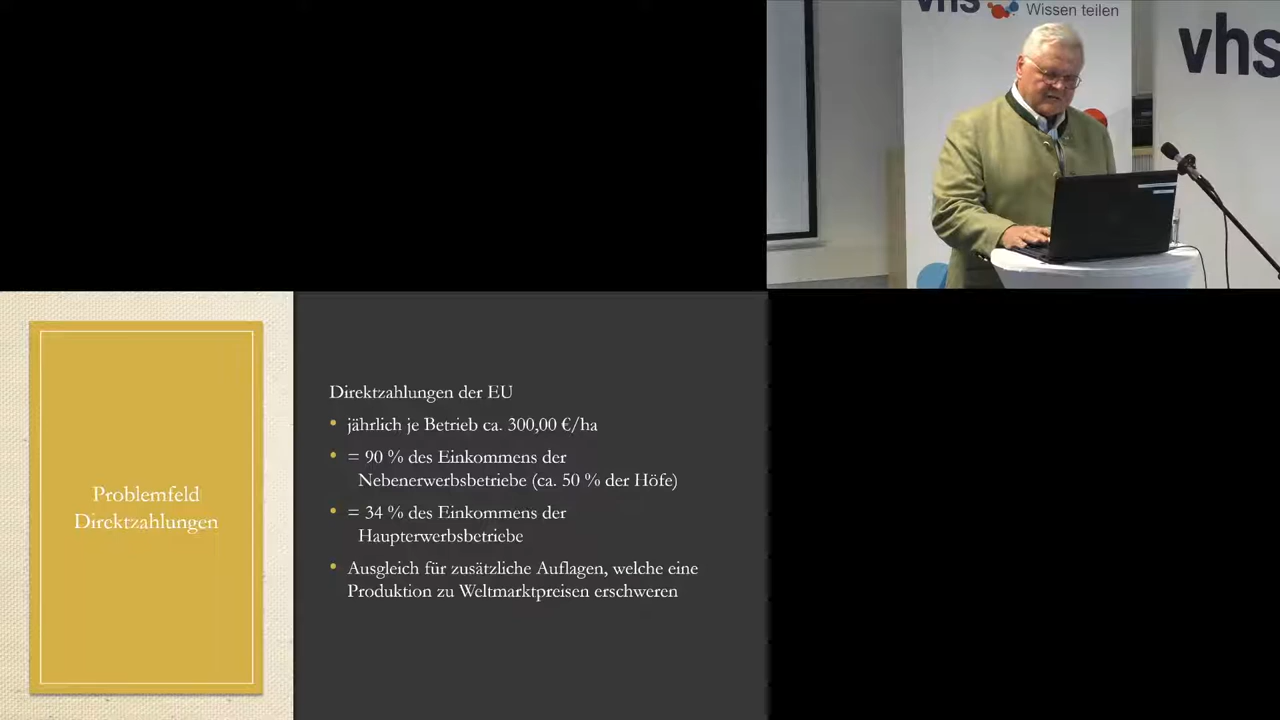 vhs
Wissen teilen
vhs
Problemfeld
Direktzahlungen
Direktzahlungen der EU
• jährlich je Betrieb ca. 300,00 €/ha
• = 90 % des Einkommens der
Nebenerwerbsbetriebe (ca. 50 % der Höfe)
• = 34 % des Einkommens der
Haupterwerbsbetriebe
• Ausgleich für zusätzliche Auflagen, welche eine
Produktion zu Weltmarktpreisen erschweren